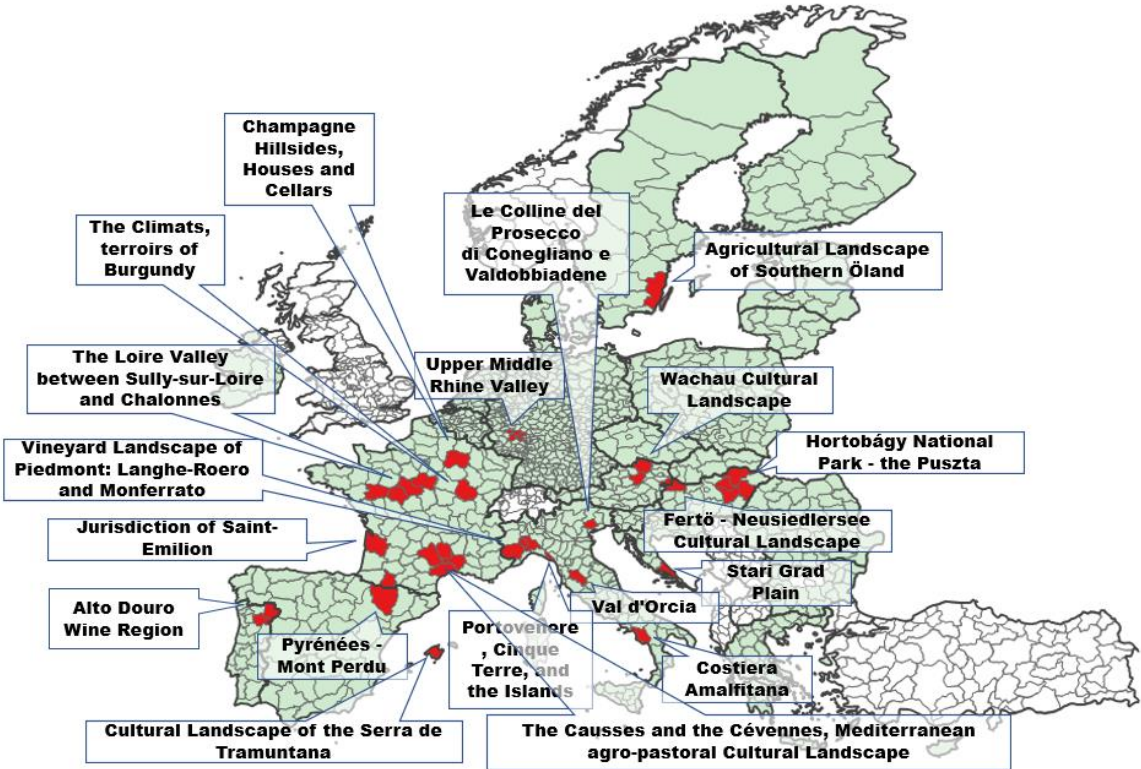 Champagne
Hillsides,
Houses and
Cellars
Le Colline del
Prosecco
di Conegliano e
Valdobbiadene
The Climats,
terroirs of
Burgundy
Agricultural Landscape
of Southern Öland
The Loire Valley
between Sully-sur-Loire
and Chalonnes
Upper Middle
Rhine Valley
Wachau Cultural
Landscape
Vineyard Landscape of
Piedmont: Langhe-Roero
and Monferrato
Hortobágy National
Park - the Puszta
Jurisdiction of Saint-
Emilion
Fertö - Neusiedlersee
Cultural Landscape
Stari Grad
Plain
Alto Douro
Wine Region
Val d'Orcia
Pyrénées -
Mont Perdu
Portovenere
, Cinque
Terre, and
the Islands
Costiera
Amalfitana
Cultural Landscape of the Serra de
Tramuntana
The Causses and the Cévennes, Mediterranean
agro-pastoral Cultural Landscape